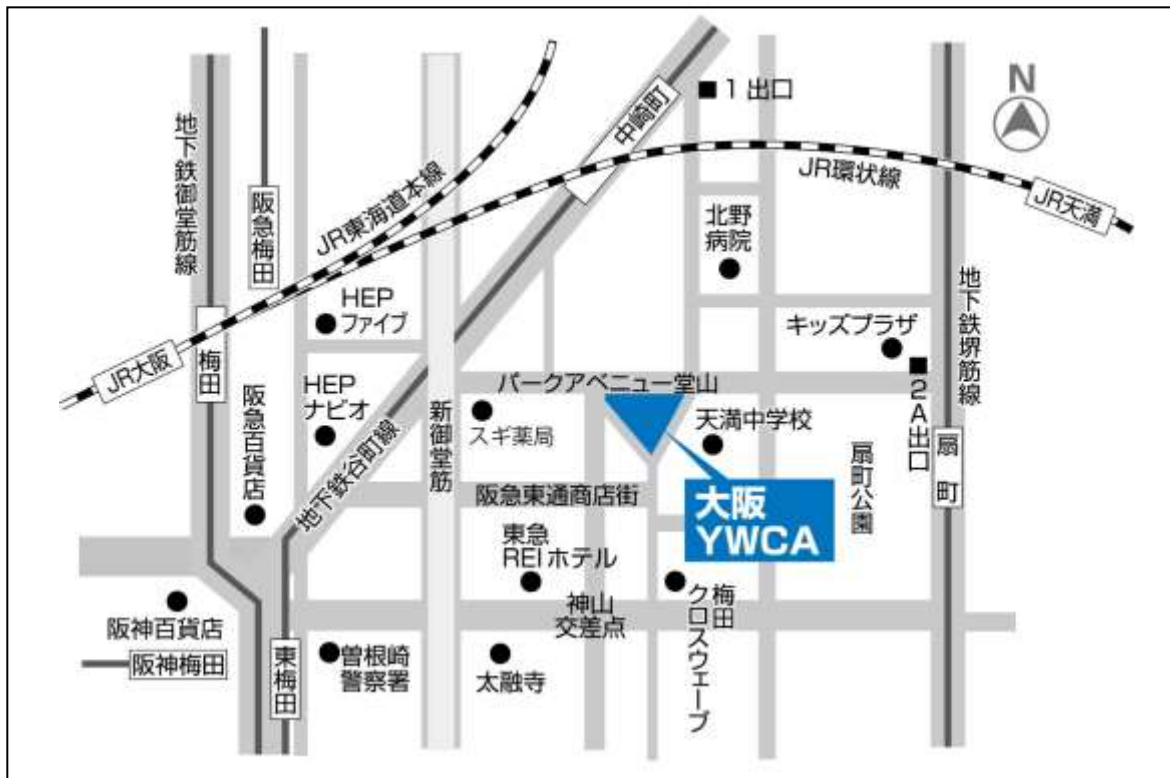 N
1 出口
中崎町
JR環状線
JR天満
地下鉄御堂筋線
阪急梅田
JR東海道本線
北野
病院
HEP
ファイブ
キッズプラザ
地下鉄堺筋線
JR大阪
梅田
パークアベニュー堂山
2A出口
HEP
ナビオ
スギ薬局
天満中学校
新御堂筋
阪急百貨店
地下鉄谷町線
扇町公園
扇町
阪急東通商店街
大阪
YWCA
東急
REIホテル
神山
交差点
梅田
クロスウェーブ
阪神百貨店
阪神梅田
東梅田
曽根崎
警察署
太融寺